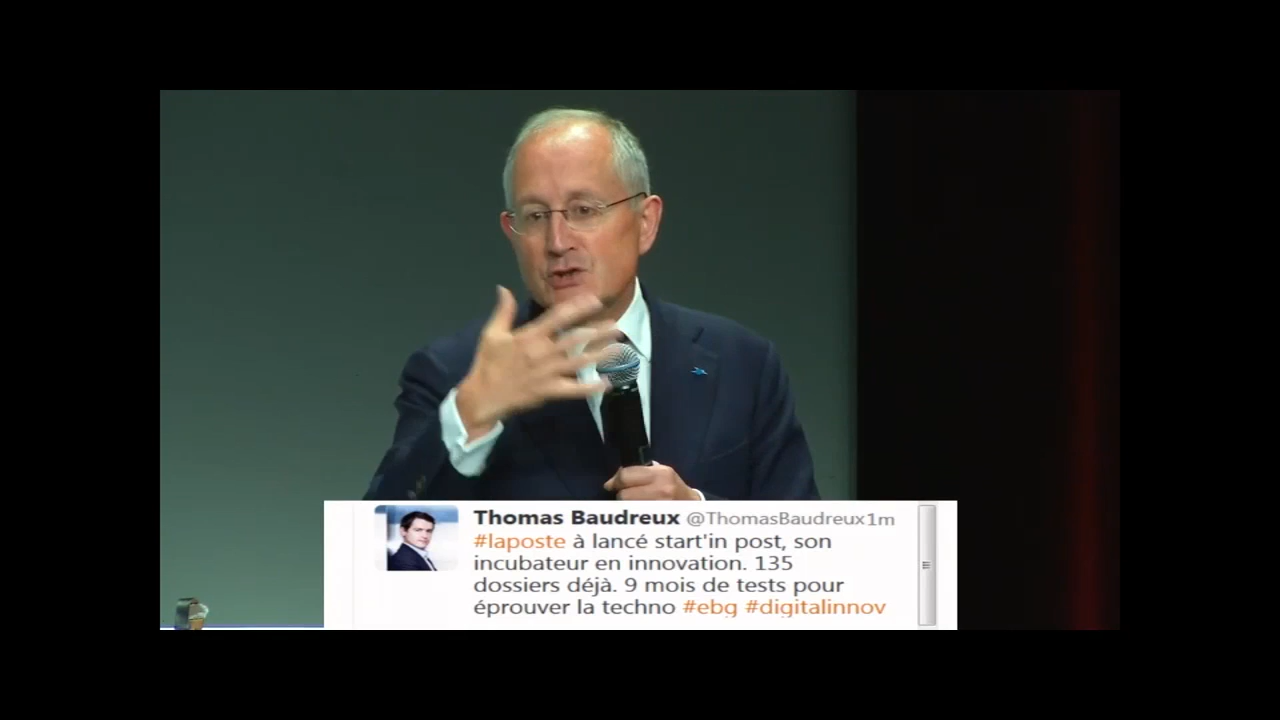 Thomas Baudreux @ThomasBaudreux1m
#laposte à lancé start'in post, son
incubateur en innovation. 135
dossiers déjà. 9 mois de tests pour
éprouver la techno #ebg #digitalinnov